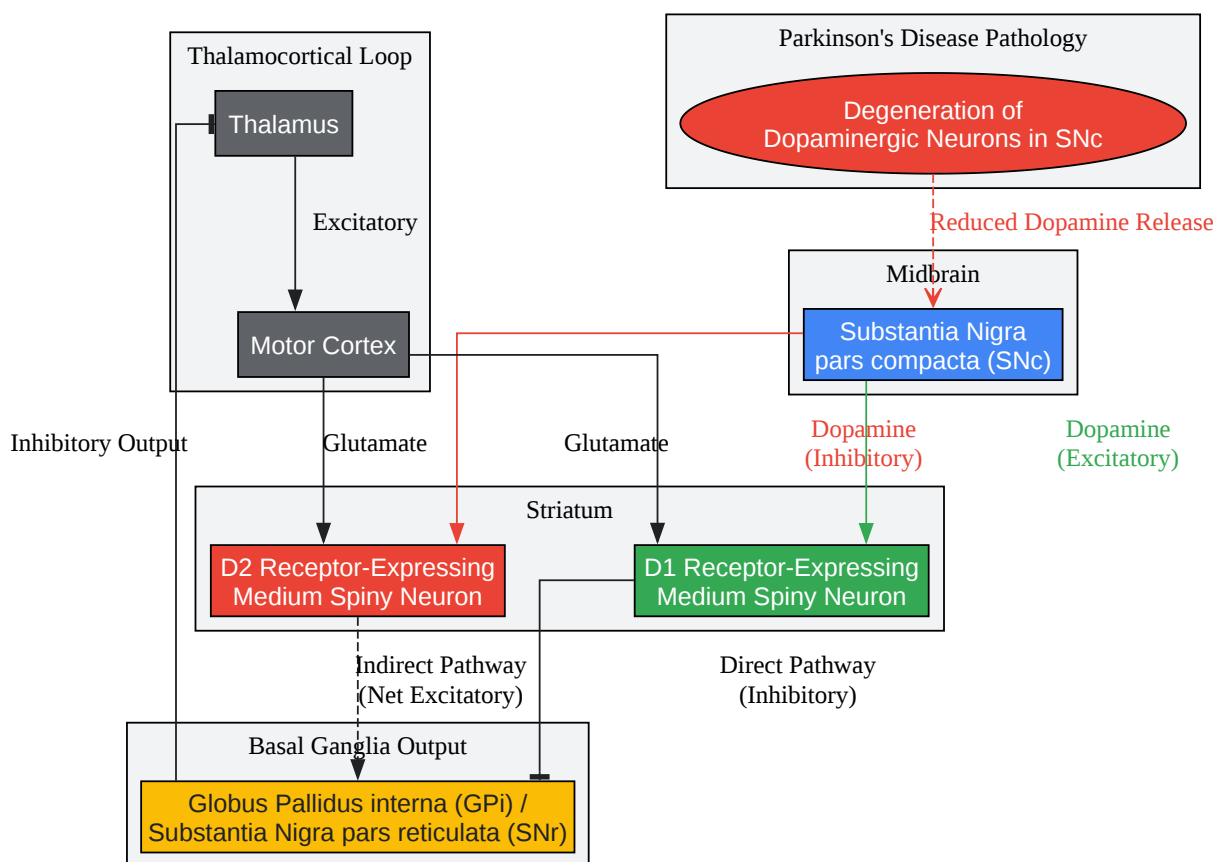 Thalamocortical Loop
Thalamus
Excitatory
Motor Cortex
Parkinson's Disease Pathology
Degeneration of
Dopaminergic Neurons in SNc
Reduced Dopamine Release
Midbrain
Substantia Nigra
pars compacta (SNc)
Inhibitory Output
Glutamate
Glutamate
Dopamine
(Inhibitory)
Dopamine
(Excitatory)
Striatum
D2 Receptor-Expressing
Medium Spiny Neuron
D1 Receptor-Expressing
Medium Spiny Neuron
Indirect Pathway
(Net Excitatory)
Direct Pathway
(Inhibitory)
Basal Ganglia Output
Globus Pallidus interna (GPi) /
Substantia Nigra pars reticulata (SNr)